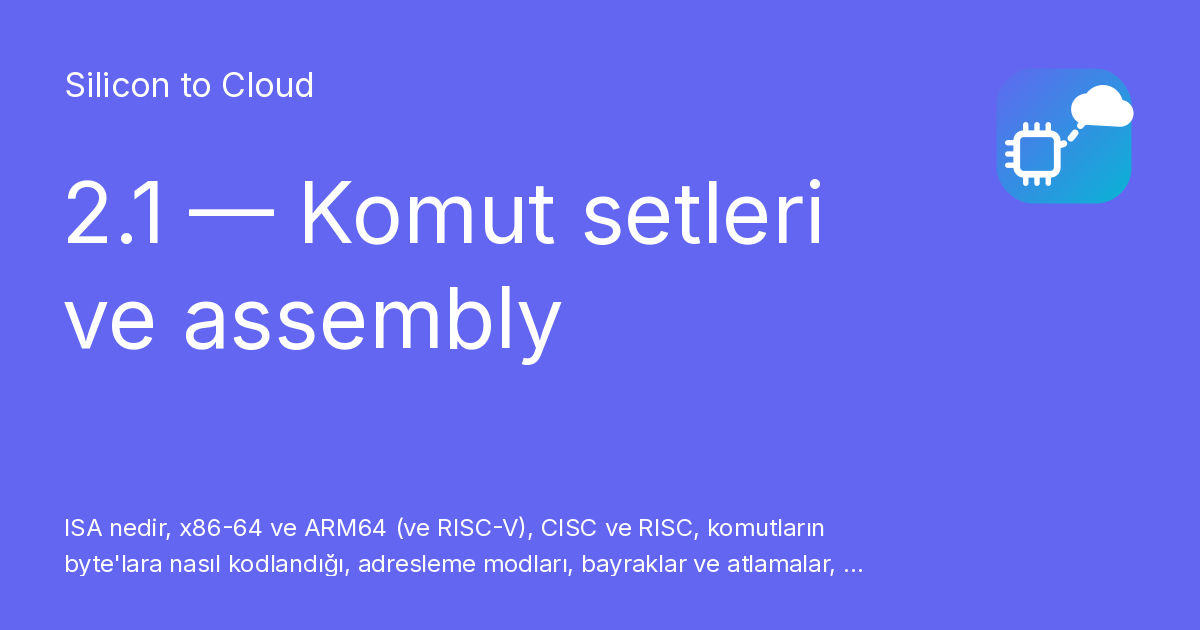 Silicon to Cloud
2.1 — Komut setleri
ve assembly
ISA nedir, x86-64 ve ARM64 (ve RISC-V), CISC ve RISC, komutların
byte'lara nasıl kodlandığı, adresleme modları, bayraklar ve atlamalar, ...